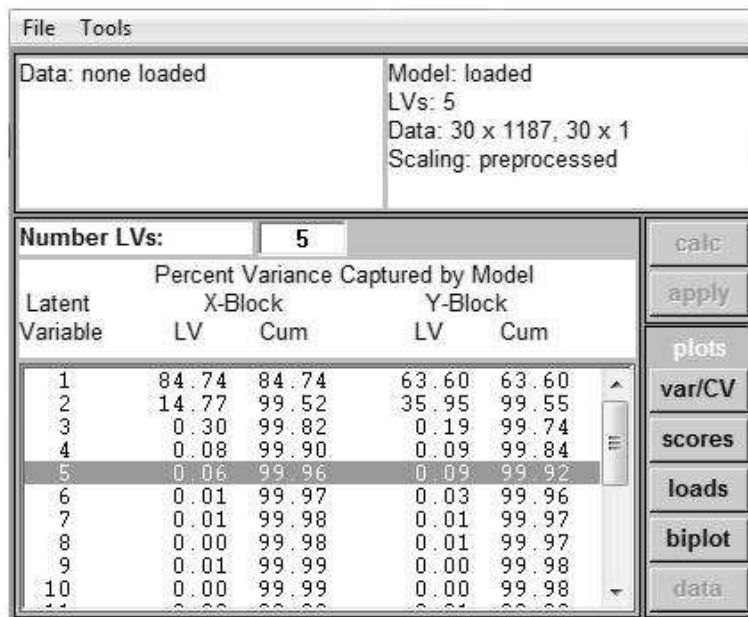 File Tools
Data: none loaded
Model: loaded
LVs: 5
Data: 30 x 1187, 30 x 1
Scaling: preprocessed
Number LVs: 5
Percent Variance Captured by Model
Latent X-Block Y-Block
Variable LV Cum LV Cum
1 84.74 84.74 63.60 63.60
2 14.77 99.52 35.95 99.55
3 0.30 99.82 0.19 99.74
4 0.08 99.90 0.09 99.84
5 0.06 99.96 0.09 99.92
6 0.01 99.97 0.03 99.96
7 0.01 99.98 0.01 99.97
8 0.00 99.98 0.01 99.97
9 0.01 99.99 0.00 99.98
10 0.00 99.99 0.00 99.98
calc
apply
plots
var/CV
scores
loads
biplot
data